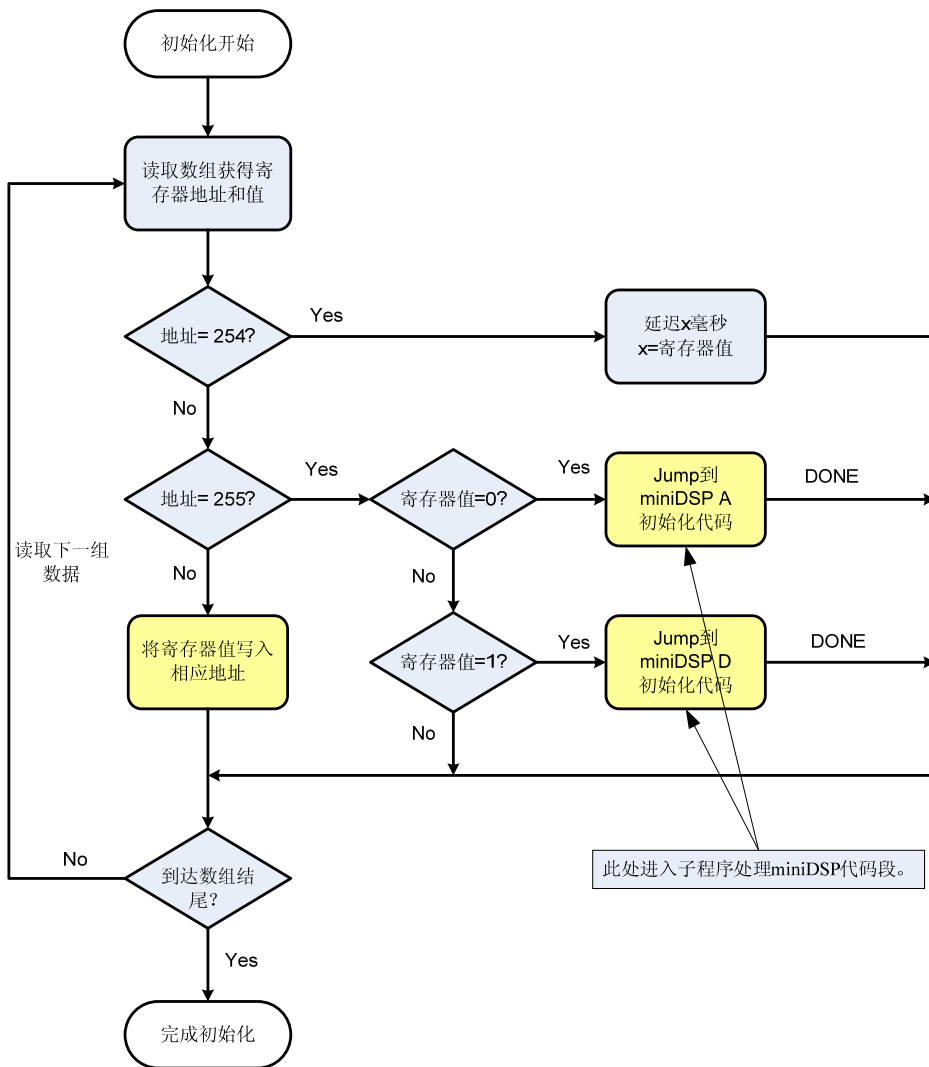 初始化开始
读取数组获得寄
存器地址和值
地址= 254?
Yes
延迟x毫秒
x=寄存器值
No
地址= 255?
Yes
寄存器值=0?
Yes
Jump到
miniDSP A
初始化代码
DONE
读取下一组
数据
No
No
将寄存器值写入
相应地址
寄存器值=1?
Yes
Jump到
miniDSP D
初始化代码
DONE
No
No
到达数组结
尾?
此处进入子程序处理miniDSP代码段。
Yes
完成初始化